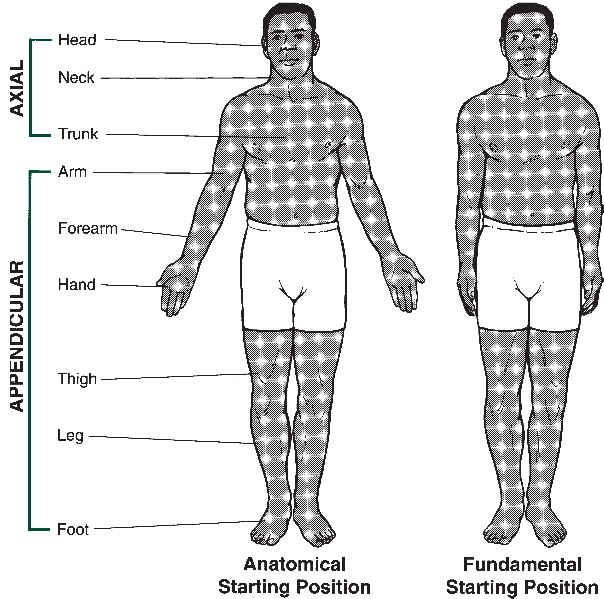 AXIAL
Head
Neck
Trunk
APPENDICULAR
Arm
Forearm
Hand
Thigh
Leg
Foot
Anatomical
Starting Position
Fundamental
Starting Position